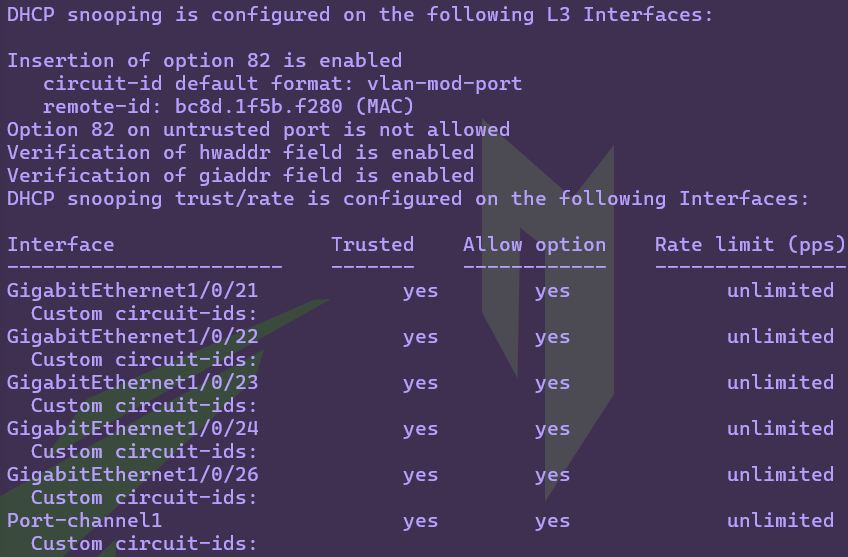 DHCP snooping is configured on the following L3 Interfaces:
Insertion of option 82 is enabled
circuit-id default format: vlan-mod-port
remote-id: bc8d.1f5b.f280 (MAC)
Option 82 on untrusted port is not allowed
Verification of hwaddr field is enabled
Verification of giaddr field is enabled
DHCP snooping trust/rate is configured on the following Interfaces:
Interface Trusted Allow option Rate limit (pps)
----------------------- ------- ------------ ----------------
GigabitEthernet1/0/21 yes yes unlimited
Custom circuit-ids:
GigabitEthernet1/0/22 yes yes unlimited
Custom circuit-ids:
GigabitEthernet1/0/23 yes yes unlimited
Custom circuit-ids:
GigabitEthernet1/0/24 yes yes unlimited
Custom circuit-ids:
GigabitEthernet1/0/26 yes yes unlimited
Custom circuit-ids:
Port-channel1 yes yes unlimited
Custom circuit-ids: